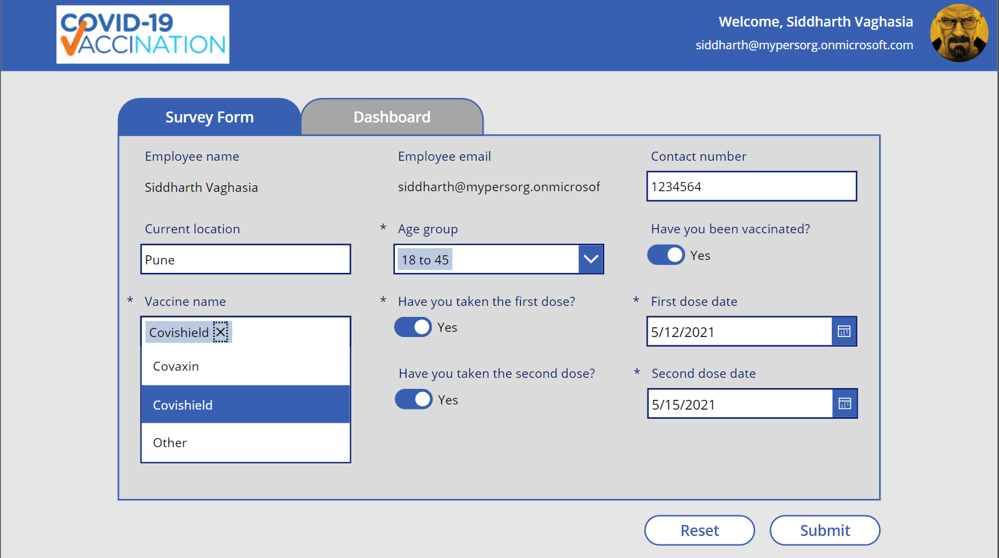 COVID-19
VACCINATION
Welcome, Siddharth Vaghasia
siddharth@mypersorg.onmicrosoft.com
Survey Form
Dashboard
Employee name
Employee email
Contact number
Siddharth Vaghasia
siddharth@mypersorg.onmicrosof
1234564
Current location
* Age group
Have you been vaccinated?
Pune
18 to 45
Yes
* Vaccine name
* Have you taken the first dose?
* First dose date
Covishield
Yes
5/12/2021
Covaxin
Have you taken the second dose?
* Second dose date
Covishield
Yes
5/15/2021
Other
Reset
Submit